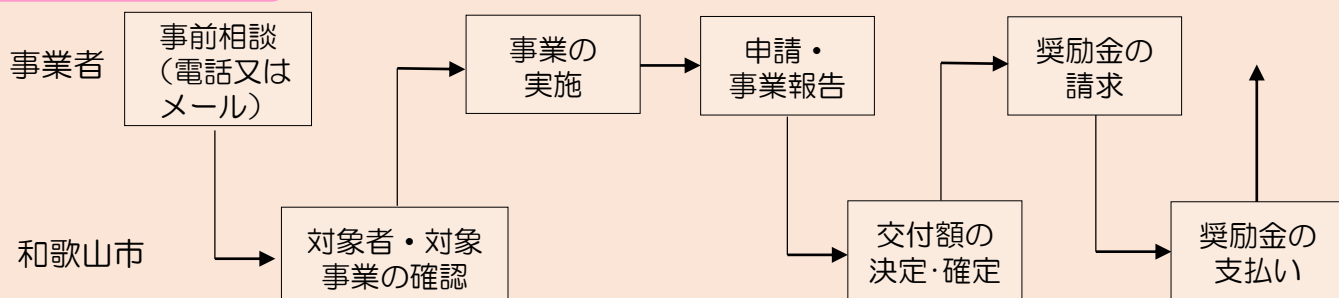 事業者
事前相談
（電話又は
メール）
事業の
実施
申請・
事業報告
奨励金の
請求
和歌山市
対象者・対象
事業の確認
交付額の
決定･確定
奨励金の
支払い